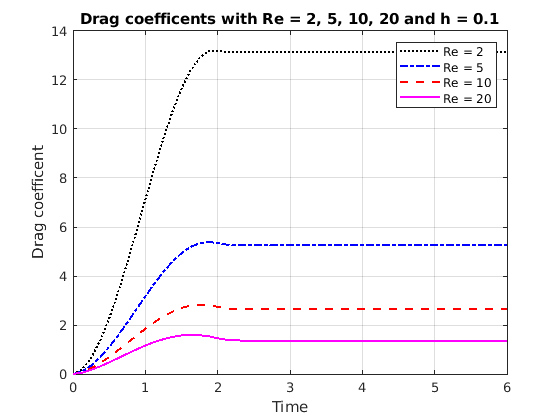 Drag coefficents with Re = 2, 5, 10, 20 and h = 0.1
14
12
10
8
6
4
2
0
Drag coefficent
Re = 2
Re = 5
Re = 10
Re = 20
0 1 2 3 4 5 6
Time